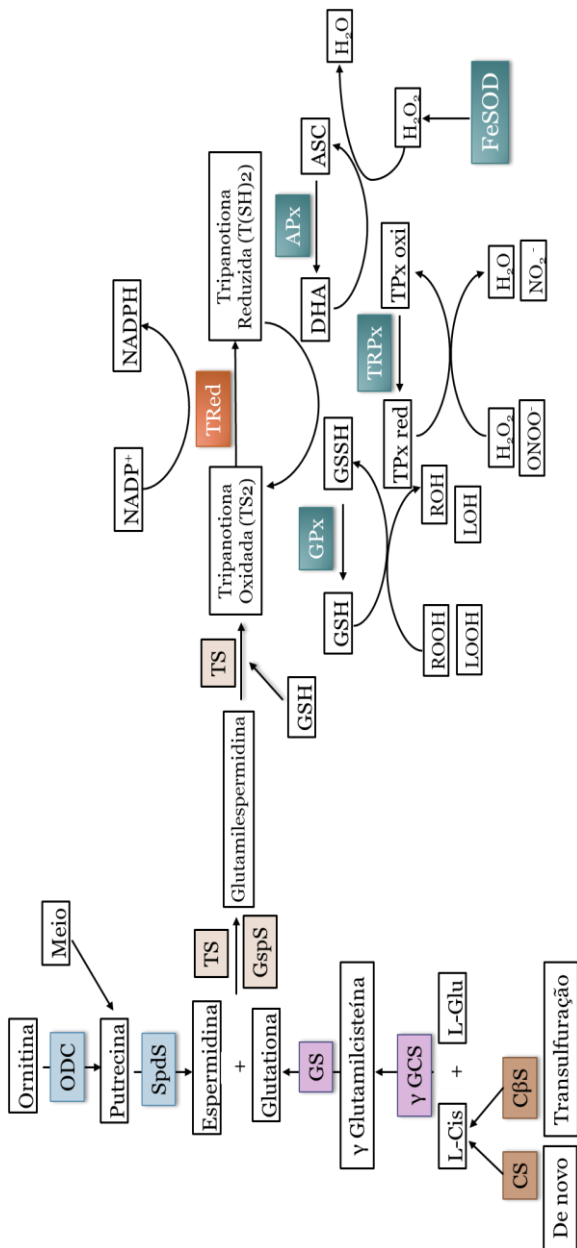 Ornitina
ODC
Meio
Putrecina
SpdS
Espermidina
+
Glutationa
GS
γ Glutamilcisteína
γ GCS
L-Cis
+
L-Glu
CS
CβS
De novo
Transulfuração
TS
GspS
Glutamilespermidina
TS
GSH
NADP⁺
NADPH
Tripanotiona
Oxidada (TS2)
TRed
Tripanotiona
Reduzida (T(SH)2)
GSH
GPx
GSSH
ROOH
LOOH
ROH
LOH
DHA
APx
ASC
TPx red
TRPx
TPx oxi
H₂O₂
ONOO⁻
H₂O
NO₂⁻
H₂O
H₂O₂
FeSOD